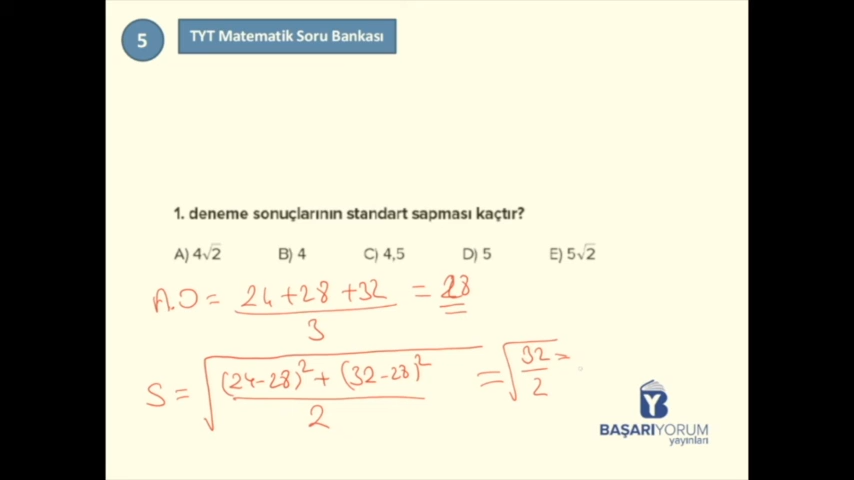 5
TYT Matematik Soru Bankası
1. deneme sonuçlarının standart sapması kaçtır?
A) 4√2 B) 4 C) 4,5 D) 5 E) 5√2
A.O = (24 + 28 + 32) / 3 = 28
S = √(((24-28)² + (32-28)²) / 2) = √(32 / 2) =
BAŞARIYORUM
yayınları